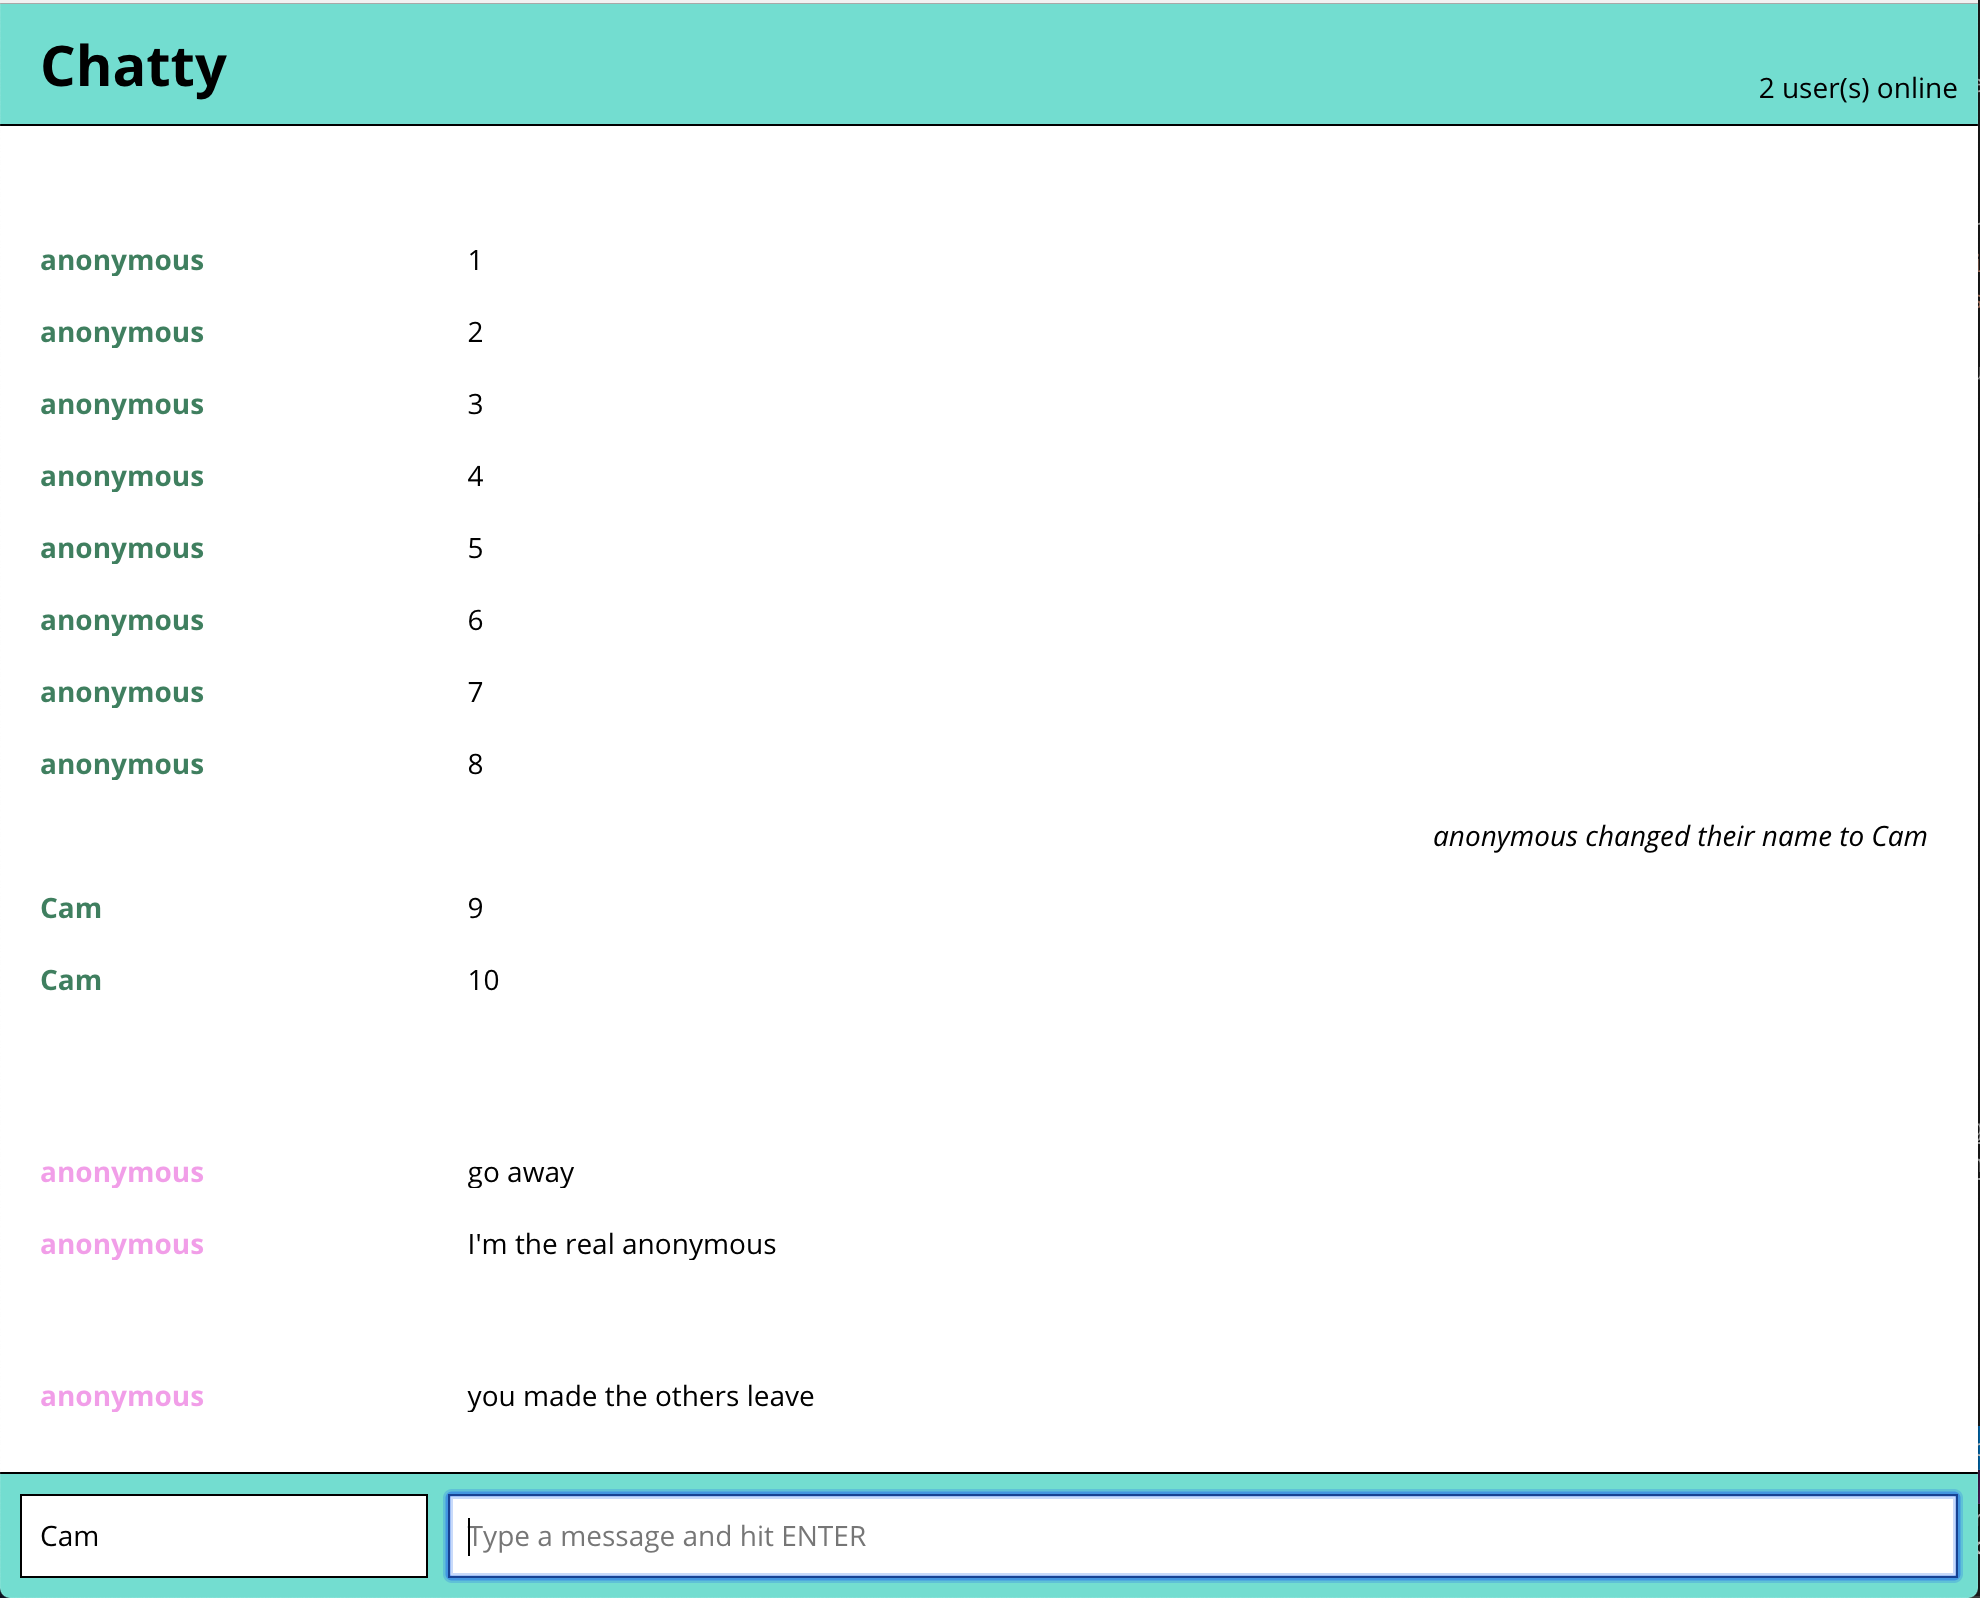 Chatty
2 user(s) online
anonymous 1
anonymous 2
anonymous 3
anonymous 4
anonymous 5
anonymous 6
anonymous 7
anonymous 8
anonymous changed their name to Cam
Cam 9
Cam 10
anonymous go away
anonymous I'm the real anonymous
anonymous you made the others leave
Cam Type a message and hit ENTER